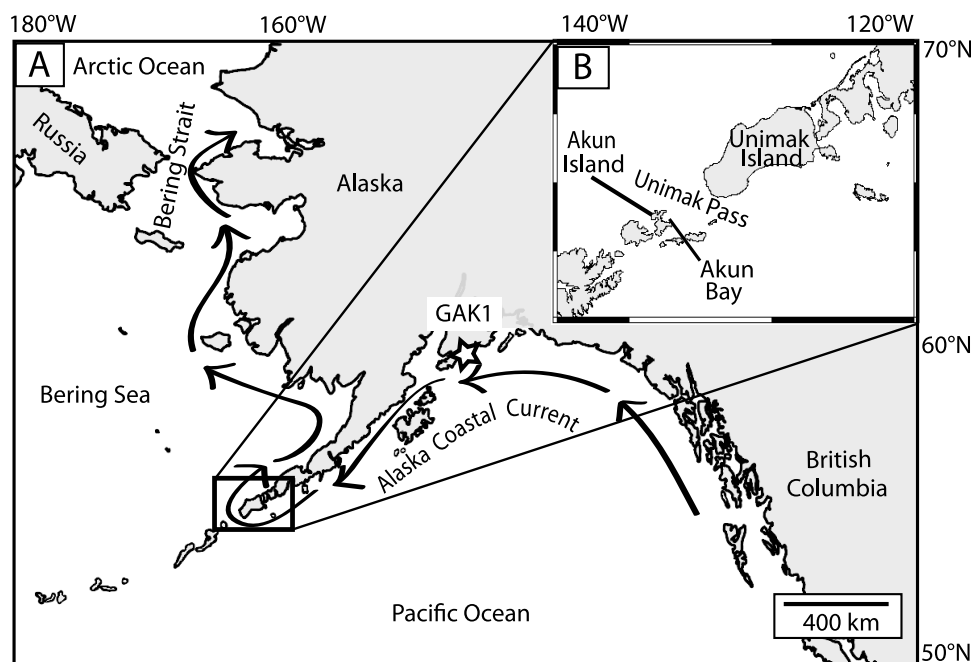 180°W
160°W
140°W
120°W
A
Arctic Ocean
B
70°N
Russia
Bering Strait
Alaska
Akun
Island
Unimak
Island
Unimak Pass
Akun
Bay
GAK1
60°N
Bering Sea
Alaska Coastal Current
British
Columbia
Pacific Ocean
400 km
50°N